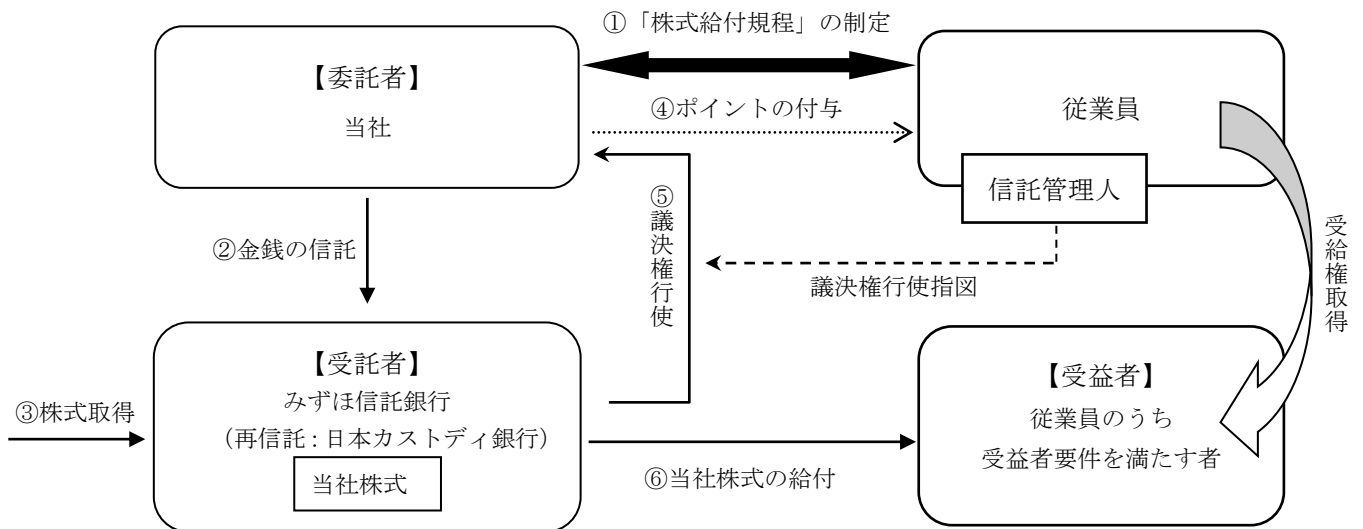 ①「株式給付規程」の制定
【委託者】
当社
④ポイントの付与
従業員
信託管理人
②金銭の信託
⑤議決権行使
議決権行使指図
受給権取得
【受託者】
みずほ信託銀行
（再信託：日本カストディ銀行）
当社株式
③株式取得
⑥当社株式の給付
【受益者】
従業員のうち
受益者要件を満たす者